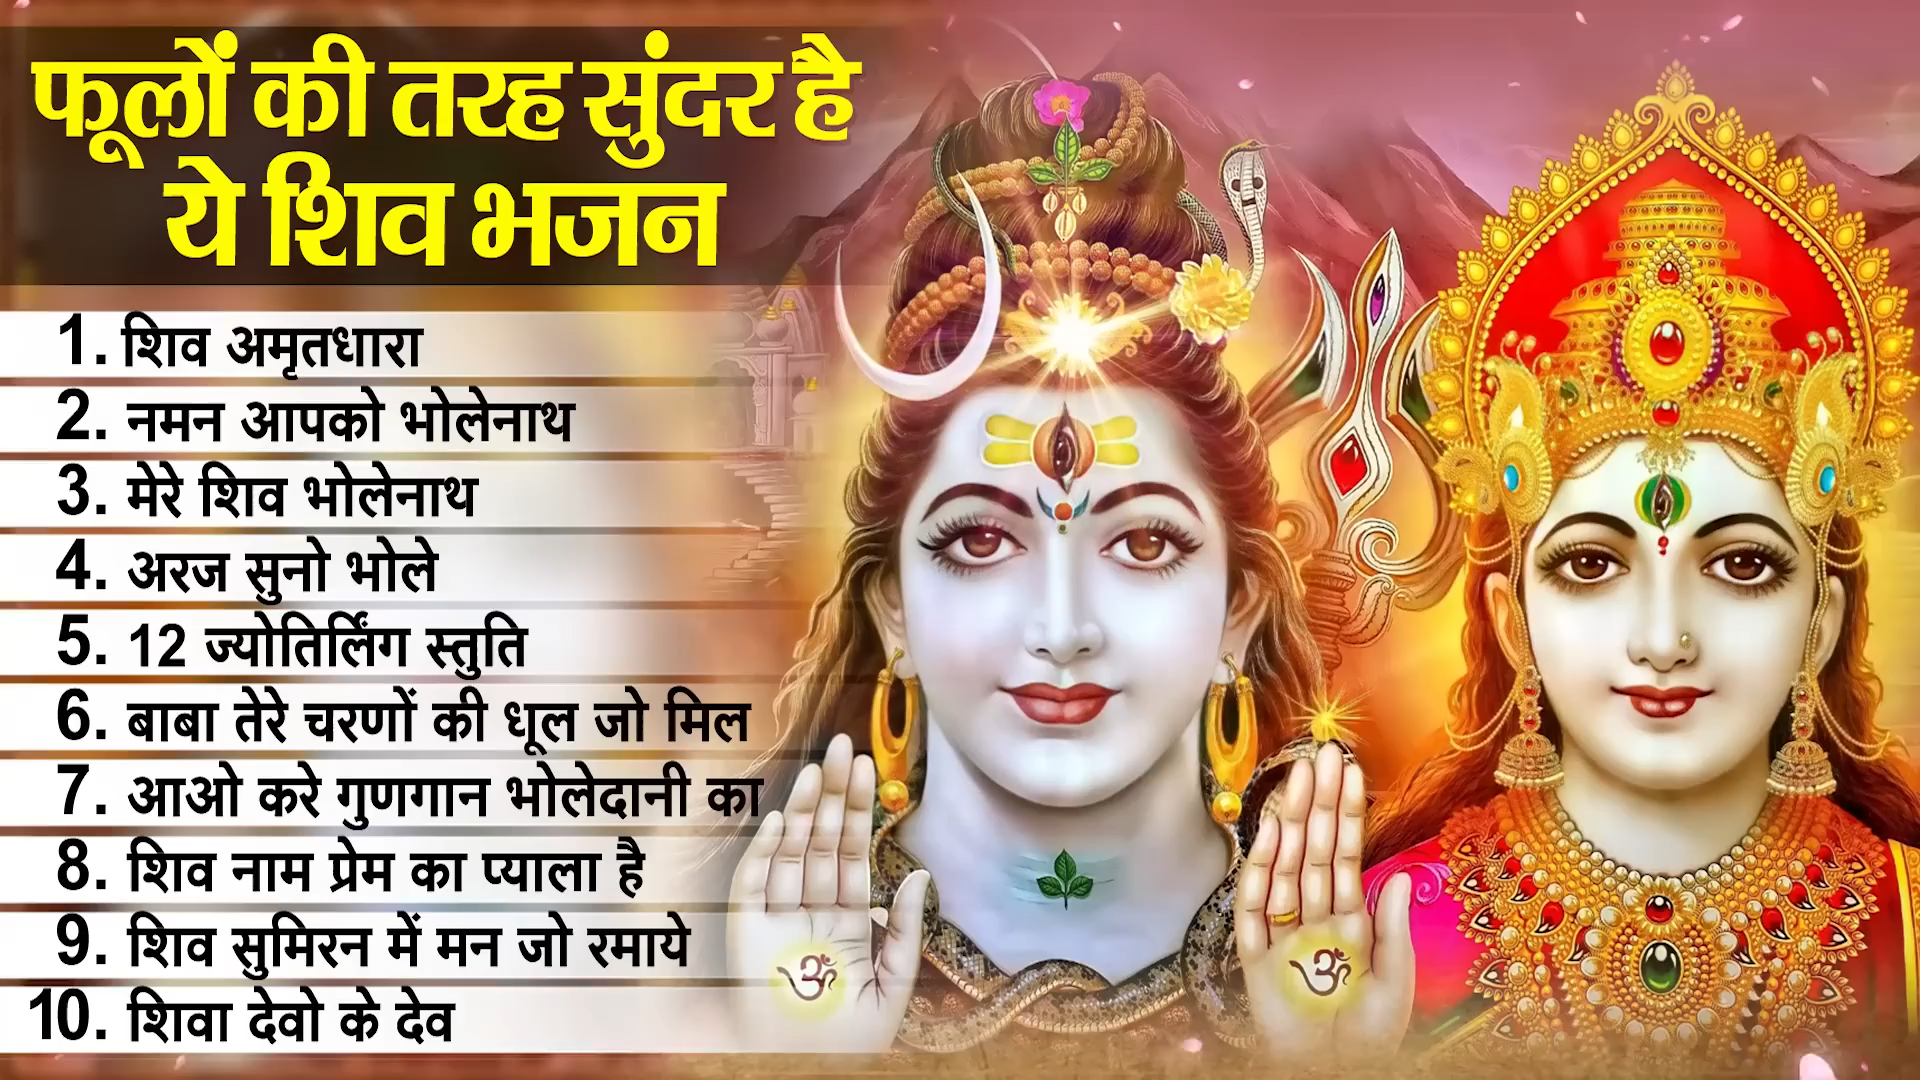 फूलों की तरह सुंदर है
ये शिव भजन
1. शिव अमृतधारा
2. नमन आपको भोलेनाथ
3. मेरे शिव भोलेनाथ
4. अरज सुनो भोले
5. 12 ज्योतिर्लिंग स्तुति
6. बाबा तेरे चरणों की धूल जो मिल
7. आओ करे गुणगान भोलेदानी का
8. शिव नाम प्रेम का प्याला है
9. शिव सुमिरन में मन जो रमाये
10. शिवा देवो के देव
ॐ
ॐ